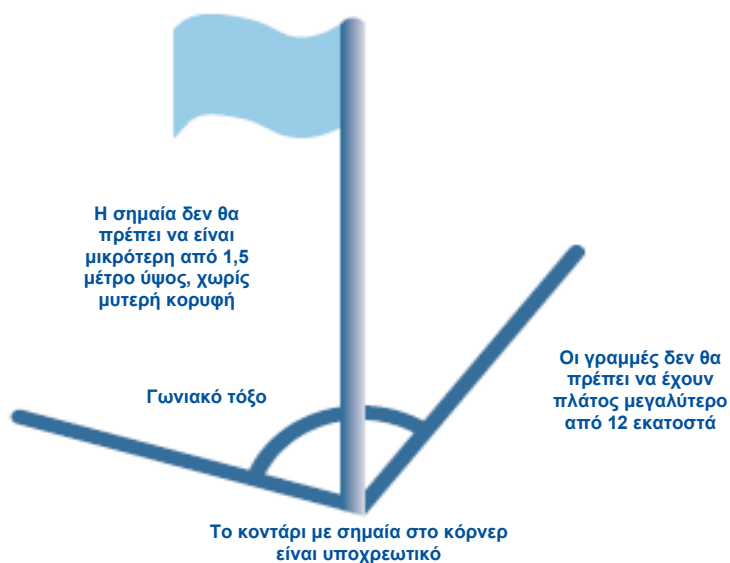 Η σημαία δεν θα
πρέπει να είναι
μικρότερη από 1,5
μέτρο ύψος, χωρίς
μυτερή κορυφή
Γωνιακό τόξο
Οι γραμμές δεν θα
πρέπει να έχουν
πλάτος μεγαλύτερο
από 12 εκατοστά
Το κοντάρι με σημαία στο κόρνερ
είναι υποχρεωτικό